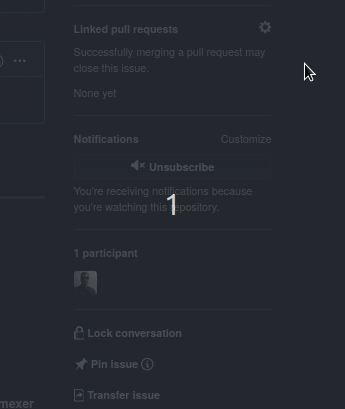 Linked pull requests
Successfully merging a pull request may
close this issue.
None yet
Notifications
Customize
Unsubscribe
You're receiving notifications because
you're watching this repository.
1
1 participant
Lock conversation
Pin issue
Transfer issue
mexer